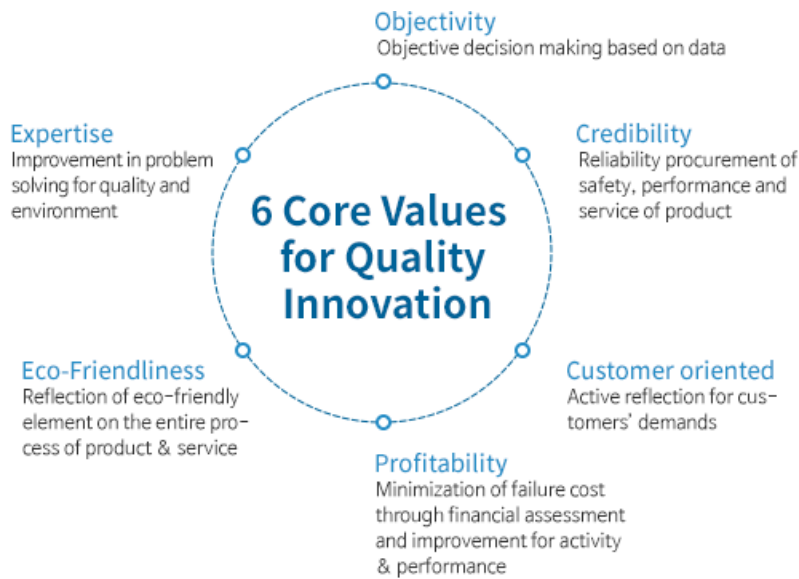 Objectivity
Objective decision making based on data
Expertise
Improvement in problem
solving for quality and
environment
Credibility
Reliability procurement of
safety, performance and
service of product
6 Core Values
for Quality
Innovation
Eco-Friendliness
Reflection of eco-friendly
element on the entire pro-
cess of product & service
Customer oriented
Active reflection for cus-
tomers' demands
Profitability
Minimization of failure cost
through financial assessment
and improvement for activity
& performance